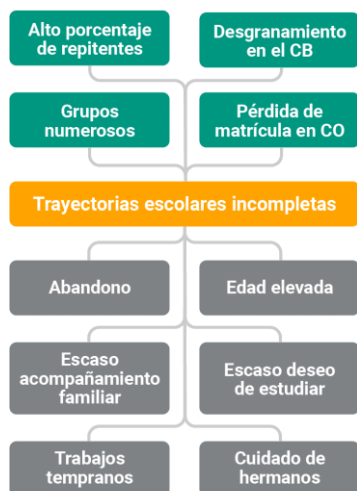 Alto porcentaje
de repitentes
Desgranamiento
en el CB
Grupos
numerosos
Pérdida de
matrícula en CO
Trayectorias escolares incompletas
Abandono
Edad elevada
Escaso
acompañamiento
familiar
Escaso deseo
de estudiar
Trabajos
tempranos
Cuidado de
hermanos